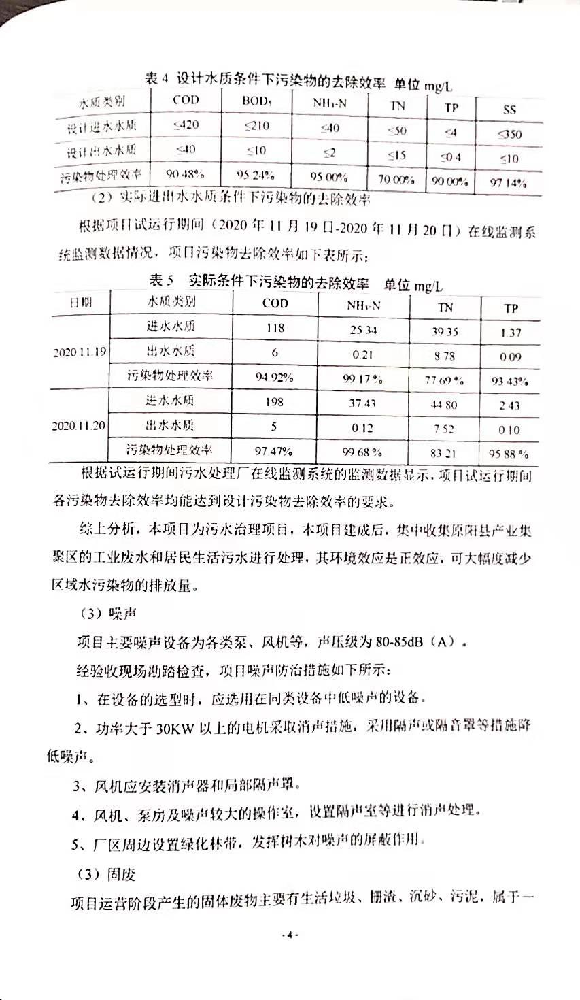 表 4 设计水质条件下污染物的去除效率 单位 mg/L
水质类别 COD BOD₅ NH₃-N TN TP SS
设计进水水质 ≤420 ≤210 ≤40 ≤50 ≤4 ≤350
设计出水水质 ≤40 ≤10 ≤2 ≤15 ≤0.4 ≤10
污染物处理效率 90.48% 95.24% 95.00% 70.00% 90.00% 97.14%
（2）实际进出水水质条件下污染物的去除效率
根据项目试运行期间（2020 年 11 月 19 日-2020 年 11 月 20 日）在线监测系
统监测数据情况，项目污染物去除效率如下表所示：
表 5 实际条件下污染物的去除效率 单位 mg/L
日期 水质类别 COD NH₃-N TN TP
进水水质 118 25.34 39.35 1.37
2020.11.19 出水水质 6 0.21 8.78 0.09
污染物处理效率 94.92% 99.17% 77.69% 93.43%
进水水质 198 37.43 44.80 2.43
2020.11.20 出水水质 5 0.12 7.52 0.10
污染物处理效率 97.47% 99.68% 83.21 95.88%
根据试运行期间污水处理厂在线监测系统的监测数据显示，项目试运行期间
各污染物去除效率均能达到设计污染物去除效率的要求。
综上分析，本项目为污水治理项目，本项目建成后，集中收集原阳县产业集
聚区的工业废水和居民生活污水进行处理，其环境效应是正效应，可大幅度减少
区域水污染物的排放量。
（3）噪声
项目主要噪声设备为各类泵、风机等，声压级为 80-85dB（A）。
经验收现场勘踏检查，项目噪声防治措施如下所示：
1、在设备的选型时，应选用在同类设备中低噪声的设备。
2、功率大于 30KW 以上的电机采取消声措施，采用隔声或隔音罩等措施降
低噪声。
3、风机应安装消声器和局部隔声罩。
4、风机、泵房及噪声较大的操作室，设置隔声室等进行消声处理。
5、厂区周边设置绿化林带，发挥树木对噪声的屏蔽作用。
（3）固废
项目运营阶段产生的固体废物主要有生活垃圾、栅渣、沉砂、污泥，属于一
- 4 -